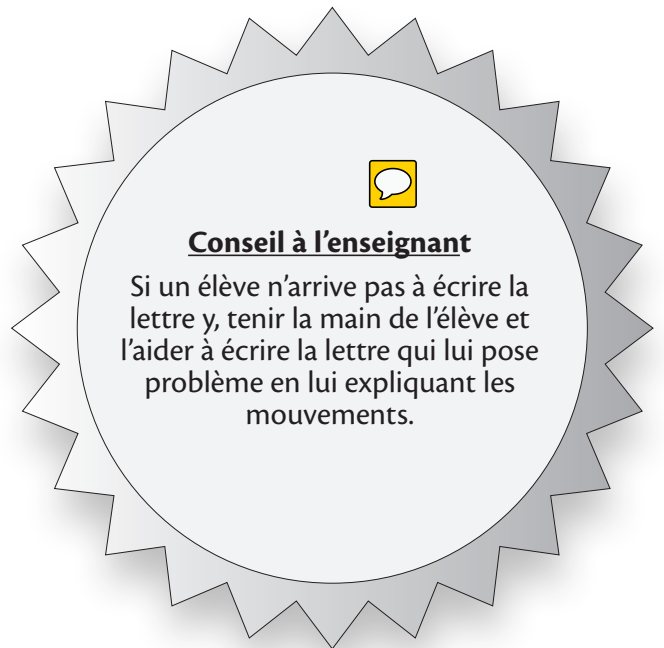 Conseil à l’enseignant
Si un élève n’arrive pas à écrire la
lettre y, tenir la main de l’élève et
l’aider à écrire la lettre qui lui pose
problème en lui expliquant les
mouvements.